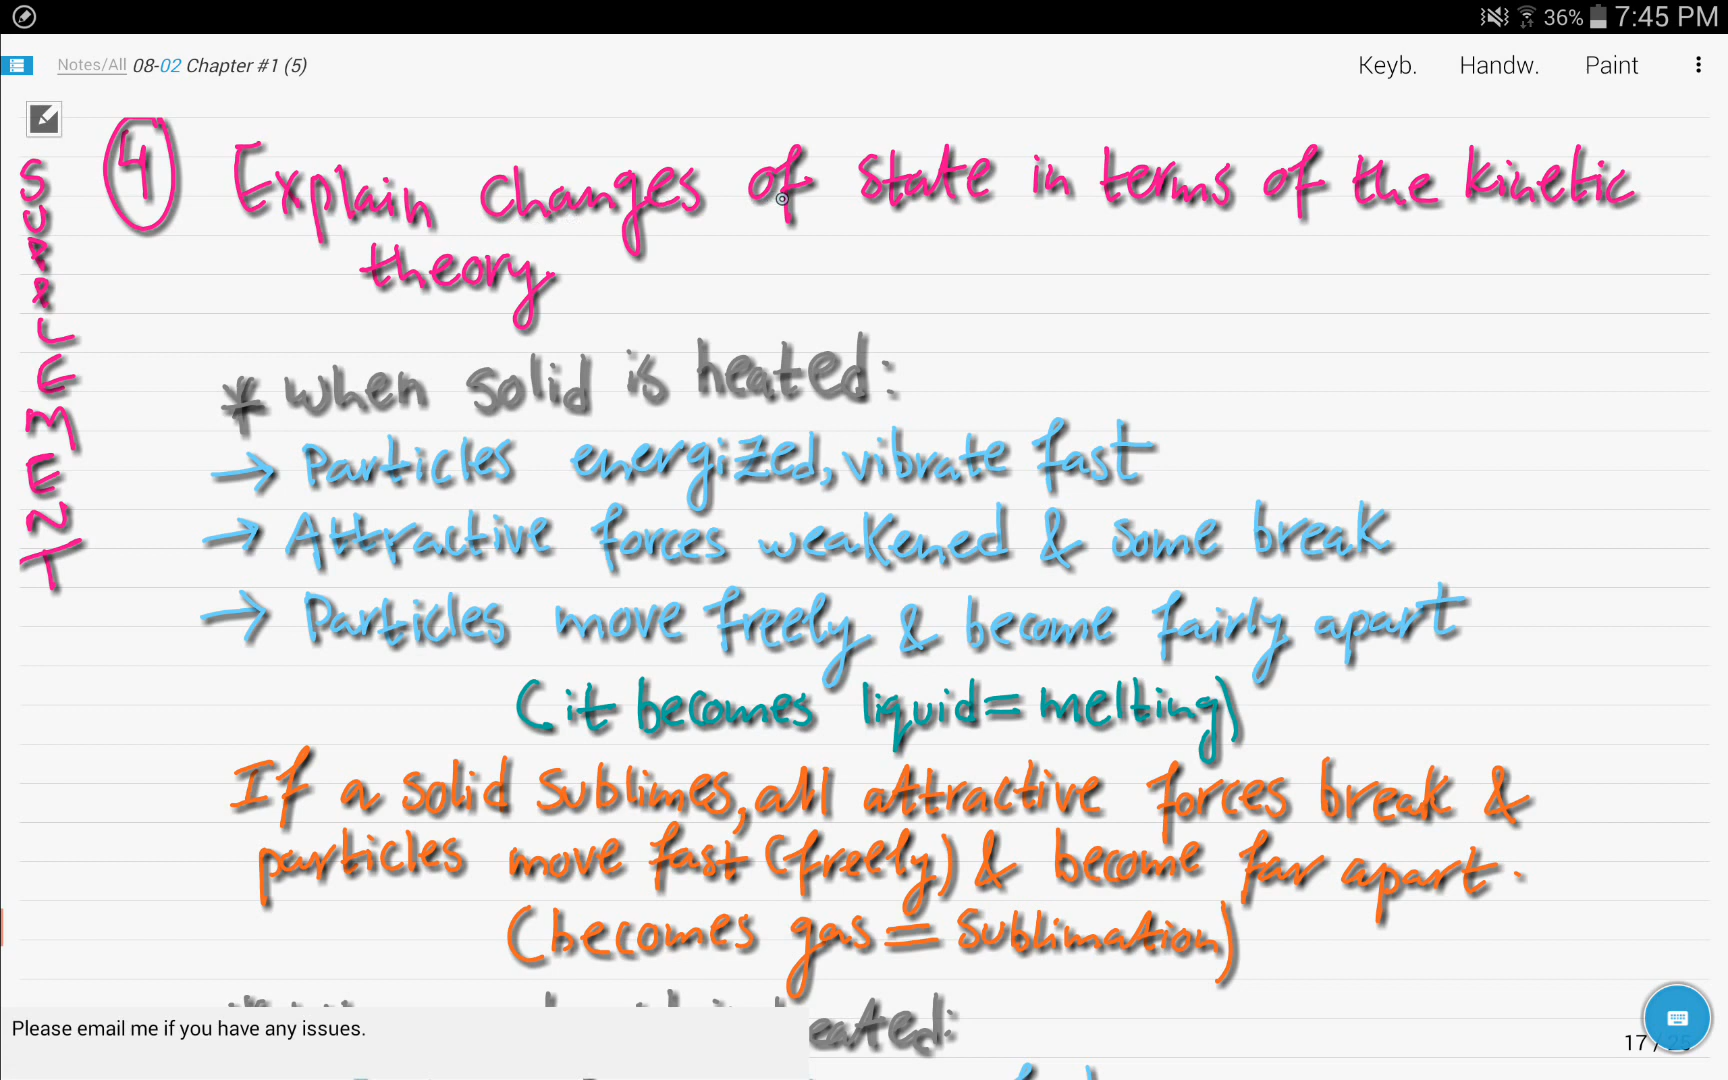 36% 7:45 PM
Notes/All 08-02 Chapter #1 (5)
Keyb. Handw. Paint
SUPPLEMENT
4 Explain changes of state in terms of the kinetic
theory
* When solid is heated:
→ Particles energized, vibrate fast
→ Attractive forces weakened & some break
→ Particles move freely & become fairly apart
(it becomes liquid = melting)
If a solid sublimes, all attractive forces break &
particles move fast (freely) & become far apart.
(becomes gas = sublimation)
heated:
Please email me if you have any issues.
17 / 25